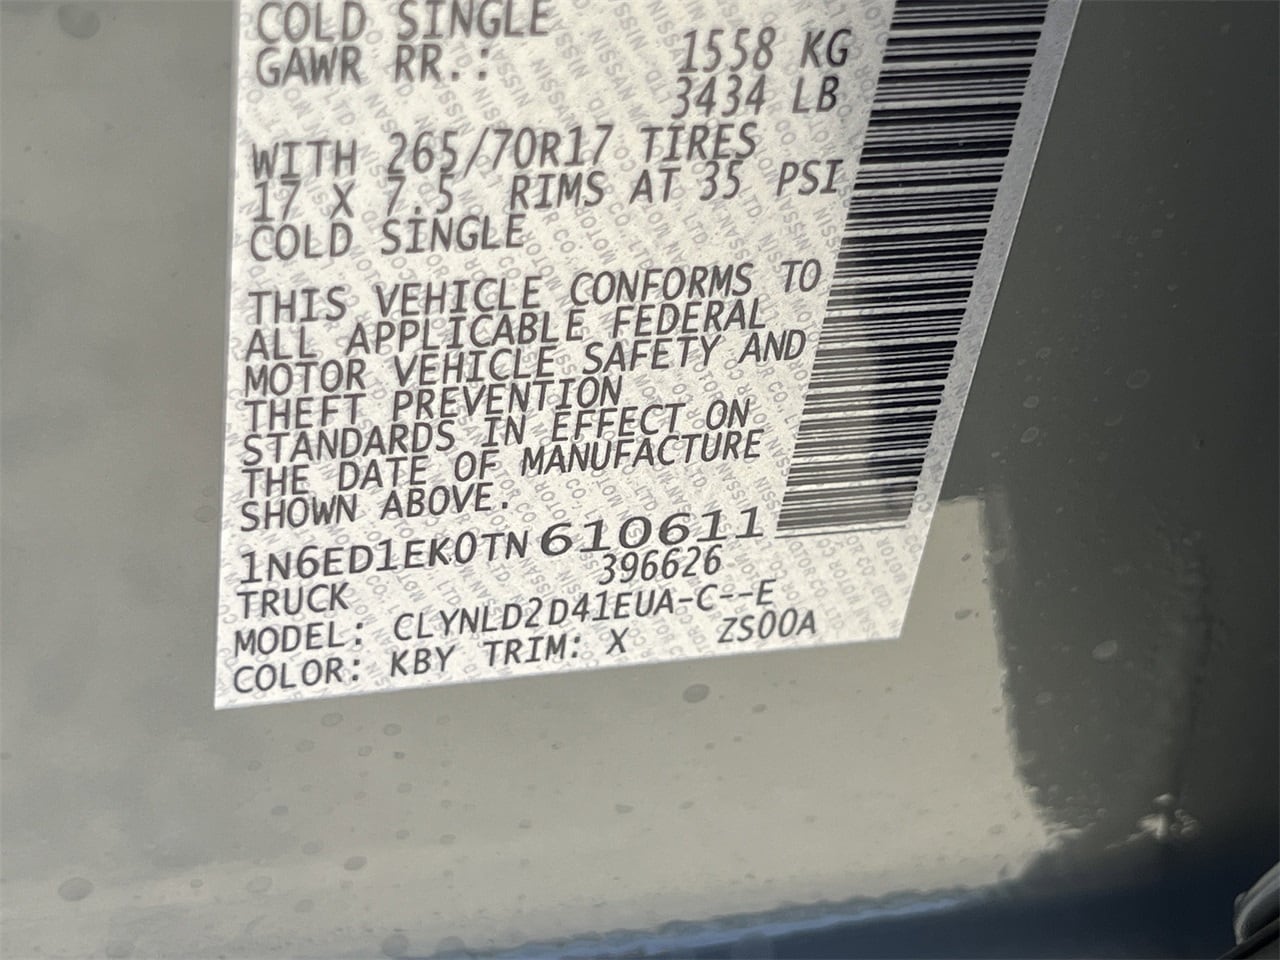 COLD SINGLE
GAWR RR.: 1558 KG
3434 LB
WITH 265/70R17 TIRES
17 X 7.5 RIMS AT 35 PSI
COLD SINGLE
THIS VEHICLE CONFORMS TO
ALL APPLICABLE FEDERAL
MOTOR VEHICLE SAFETY AND
THEFT PREVENTION
STANDARDS IN EFFECT ON
THE DATE OF MANUFACTURE
SHOWN ABOVE.
1N6ED1EK0TN610611
396626
TRUCK
MODEL: CLYNLD2D41EUA-C--E
COLOR: KBY TRIM: X ZS00A